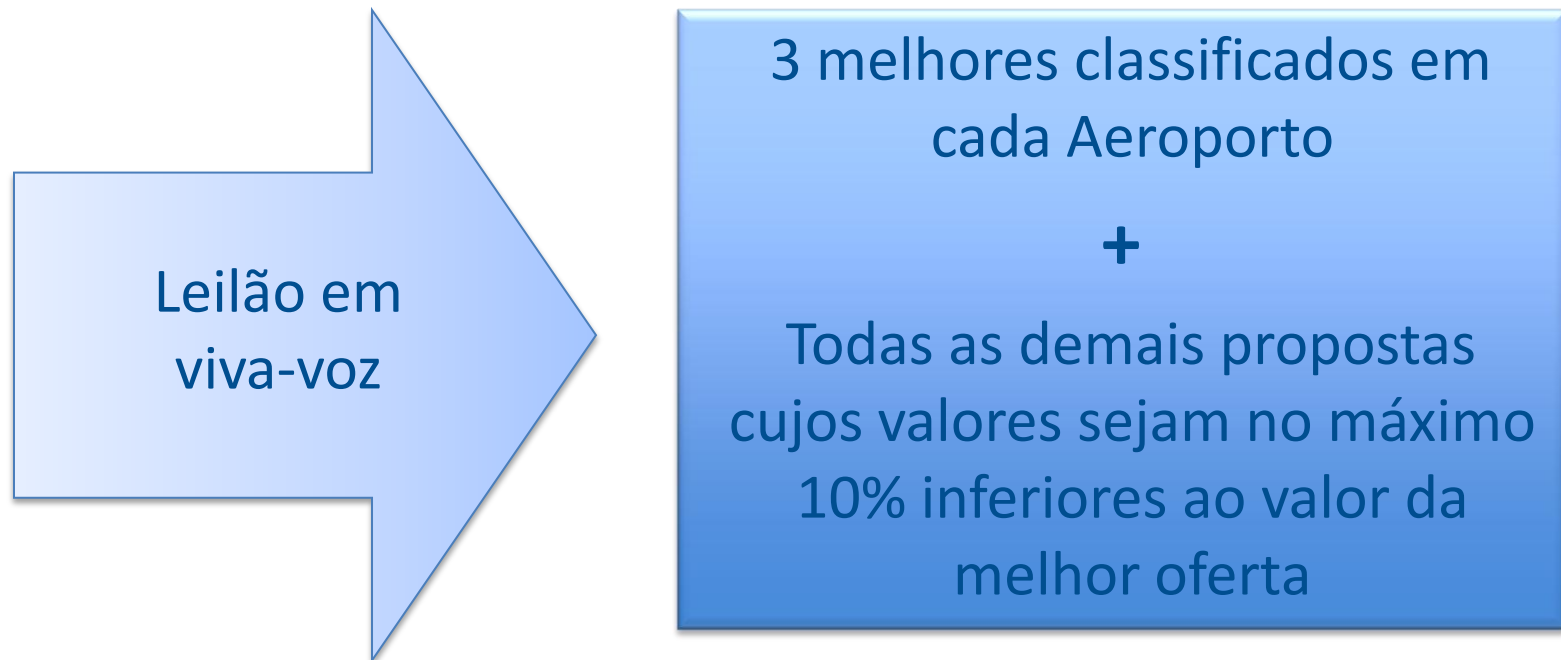 Leilão em
viva-voz
3 melhores classificados em
cada Aeroporto
+
Todas as demais propostas
cujos valores sejam no máximo
10% inferiores ao valor da
melhor oferta